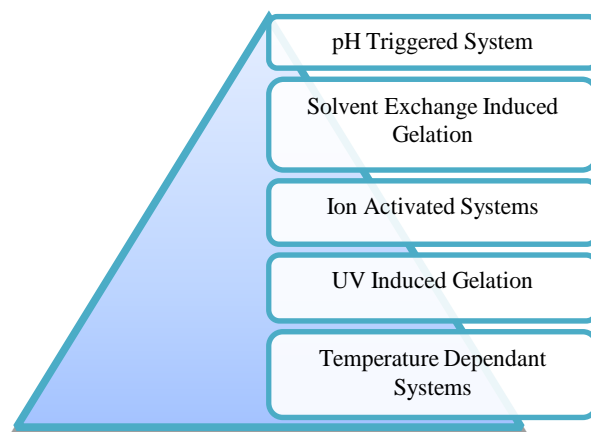 pH Triggered System
Solvent Exchange Induced
Gelation
Ion Activated Systems
UV Induced Gelation
Temperature Dependant
Systems